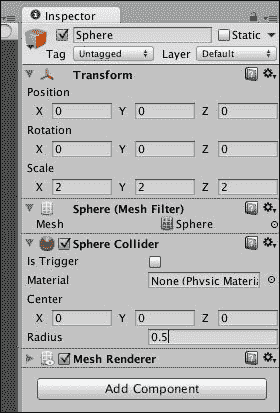 Inspector
Sphere Static
Tag Untagged Layer Default
Transform
Position
X 0 Y 0 Z 0
Rotation
X 0 Y 0 Z 0
Scale
X 2 Y 2 Z 2
Sphere (Mesh Filter)
Mesh Sphere
Sphere Collider
Is Trigger
Material None (Physic Materia
Center
X 0 Y 0 Z 0
Radius 0.5
Mesh Renderer
Add Component